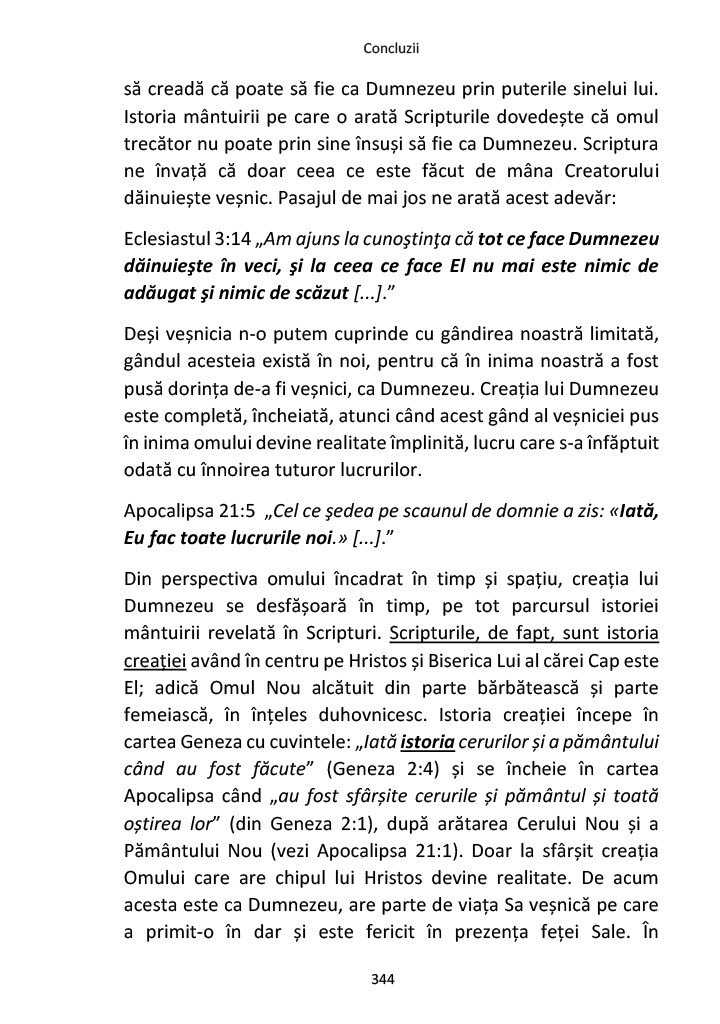 Concluzii
să creadă că poate să fie ca Dumnezeu prin puterile sinelui lui.
Istoria mântuirii pe care o arată Scripturile dovedește că omul
trecător nu poate prin sine însuși să fie ca Dumnezeu. Scriptura
ne învață că doar ceea ce este făcut de mâna Creatorului
dăinuiește veșnic. Pasajul de mai jos ne arată acest adevăr:
Eclesiastul 3:14 „Am ajuns la cunoştinţa că tot ce face Dumnezeu
dăinuieşte în veci, şi la ceea ce face El nu mai este nimic de
adăugat şi nimic de scăzut [...].”
Deși veșnicia n-o putem cuprinde cu gândirea noastră limitată,
gândul acesteia există în noi, pentru că în inima noastră a fost
pusă dorința de-a fi veșnici, ca Dumnezeu. Creația lui Dumnezeu
este completă, încheiată, atunci când acest gând al veșniciei pus
în inima omului devine realitate împlinită, lucru care s-a înfăptuit
odată cu înnoirea tuturor lucrurilor.
Apocalipsa 21:5 „Cel ce şedea pe scaunul de domnie a zis: «Iată,
Eu fac toate lucrurile noi.» [...].”
Din perspectiva omului încadrat în timp și spațiu, creația lui
Dumnezeu se desfășoară în timp, pe tot parcursul istoriei
mântuirii revelată în Scripturi. Scripturile, de fapt, sunt istoria
creației având în centru pe Hristos și Biserica Lui al cărei Cap este
El; adică Omul Nou alcătuit din parte bărbătească și parte
femeiască, în înțeles duhovnicesc. Istoria creației începe în
cartea Geneza cu cuvintele: „Iată istoria cerurilor și a pământului
când au fost făcute” (Geneza 2:4) și se încheie în cartea
Apocalipsa când „au fost sfârșite cerurile și pământul și toată
oștirea lor” (din Geneza 2:1), după arătarea Cerului Nou și a
Pământului Nou (vezi Apocalipsa 21:1). Doar la sfârșit creația
Omului care are chipul lui Hristos devine realitate. De acum
acesta este ca Dumnezeu, are parte de viața Sa veșnică pe care
a primit-o în dar și este fericit în prezența feței Sale. În
344